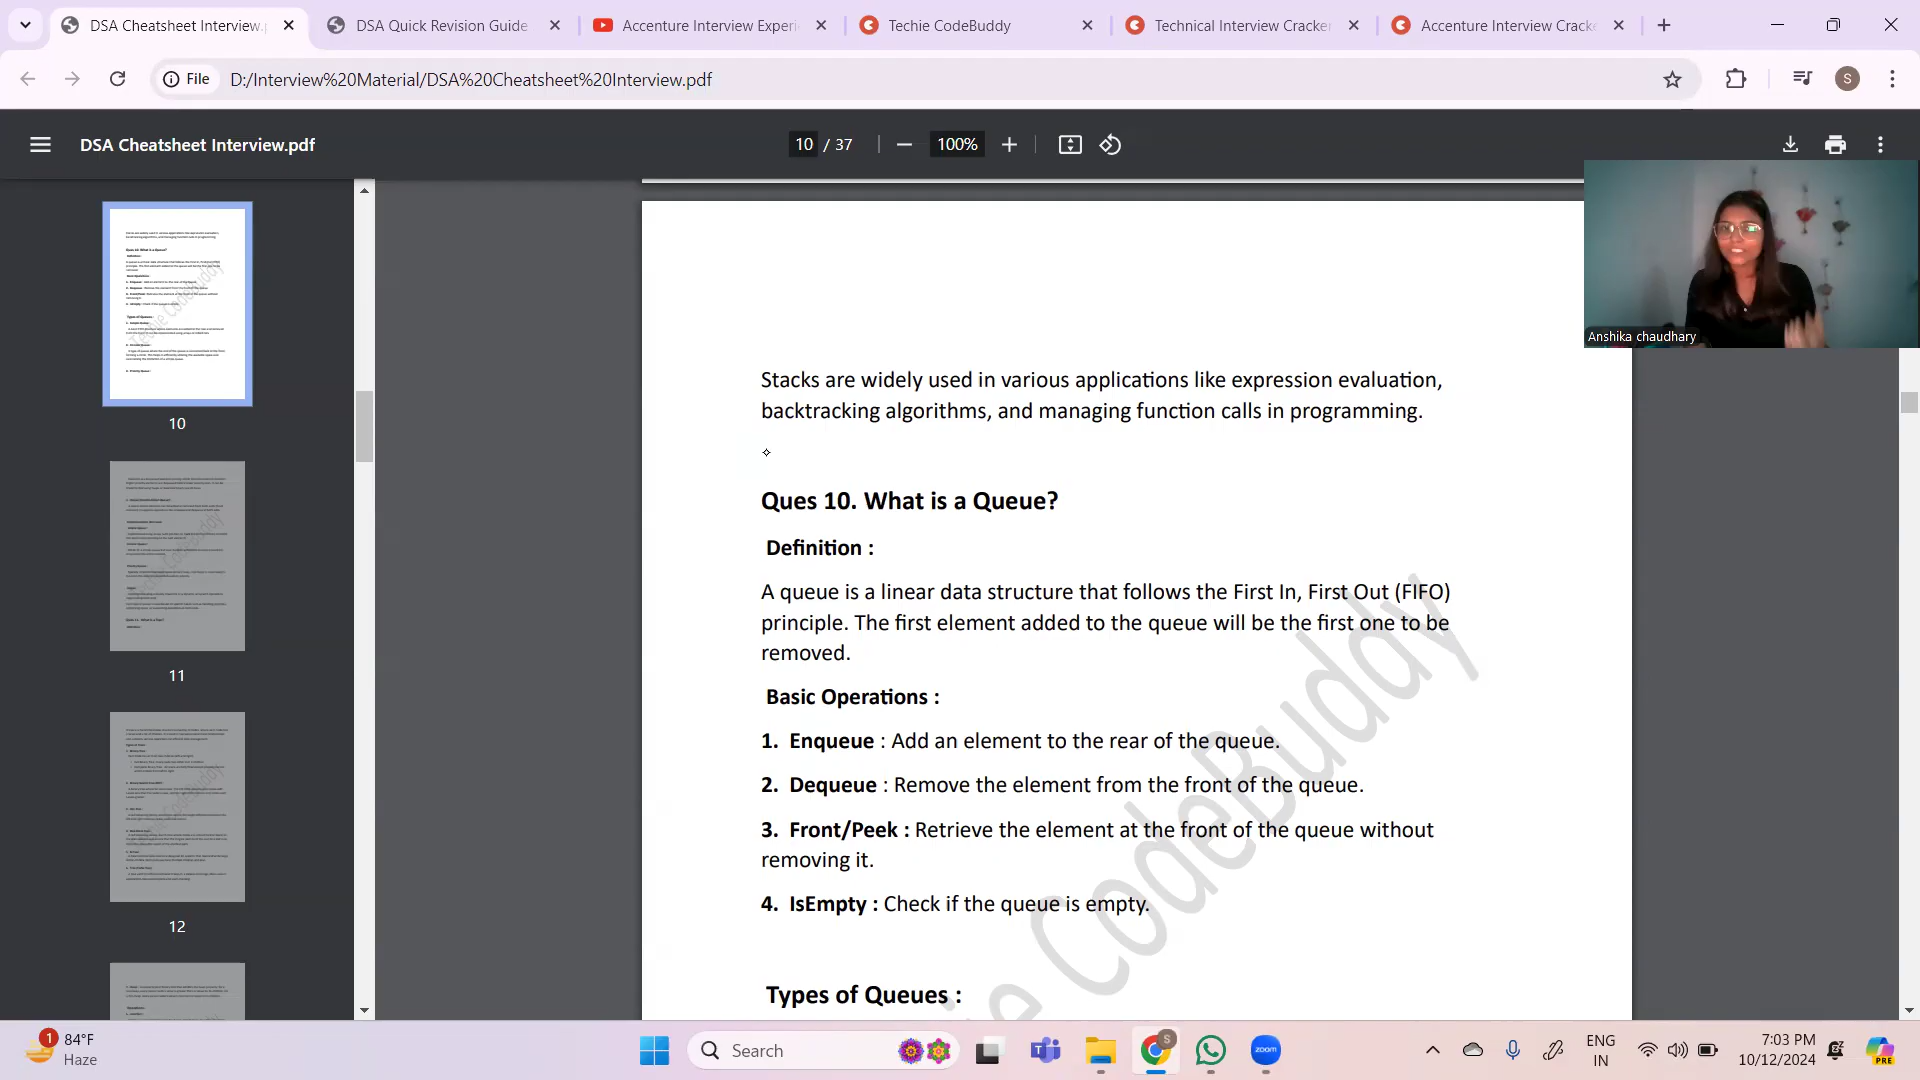 DSA Cheatsheet Interview.p
DSA Quick Revision Guide
Accenture Interview Experi
Techie CodeBuddy
Technical Interview Cracker
Accenture Interview Cracke
File
D:/Interview%20Material/DSA%20Cheatsheet%20Interview.pdf
S
DSA Cheatsheet Interview.pdf
10 / 37
100%
Anshika chaudhary
10
11
12
Stacks are widely used in various applications like expression evaluation,
backtracking algorithms, and managing function calls in programming.
Ques 10. What is a Queue?
Definition :
A queue is a linear data structure that follows the First In, First Out (FIFO)
principle. The first element added to the queue will be the first one to be
removed.
Basic Operations :
1. Enqueue : Add an element to the rear of the queue.
2. Dequeue : Remove the element from the front of the queue.
3. Front/Peek : Retrieve the element at the front of the queue without
removing it.
4. IsEmpty : Check if the queue is empty.
Types of Queues :
CodeBuddy
1
84°F
Haze
Search
S
zoom
ENG
IN
7:03 PM
10/12/2024
PRE